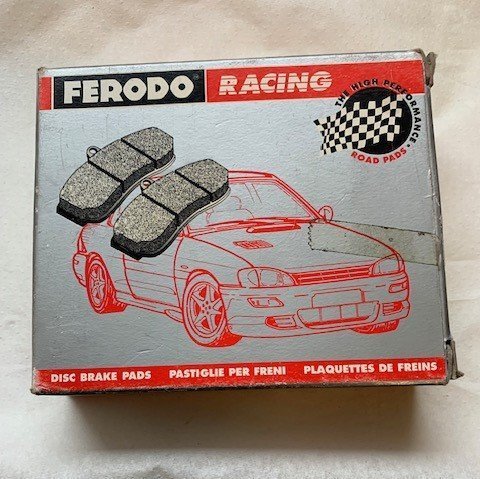 FERODO RACING
THE HIGH PERFORMANCE
ROAD PADS
DISC BRAKE PADS PASTIGLIE PER FRENI PLAQUETTES DE FREINS